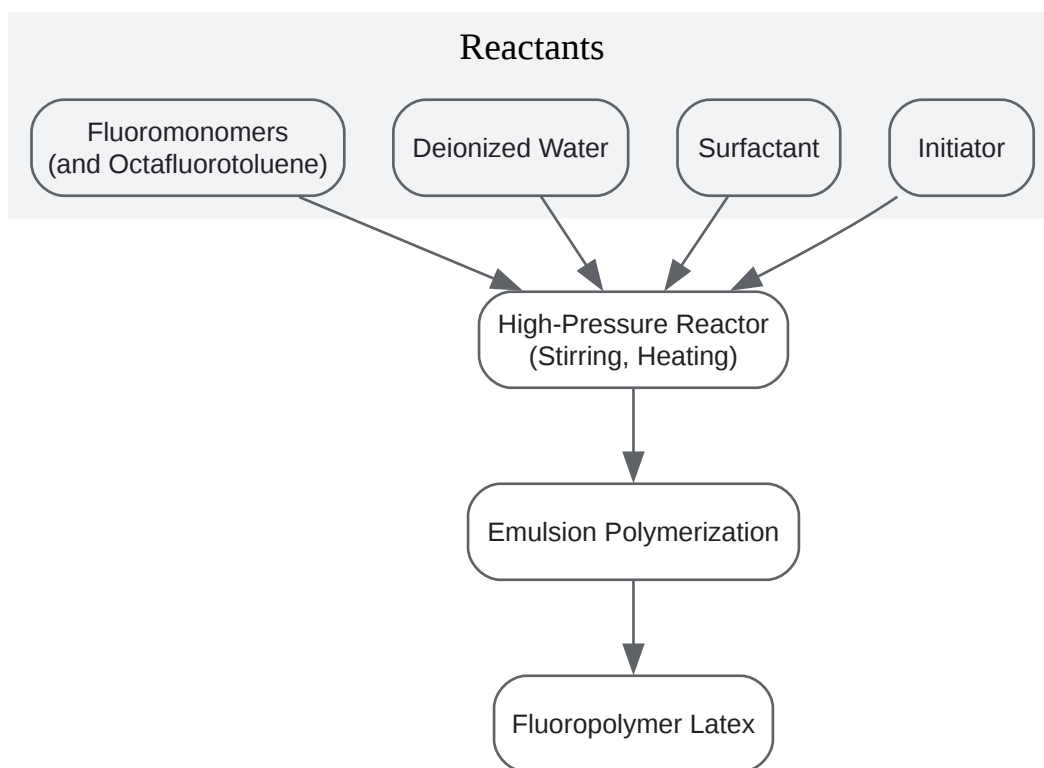 Reactants
Fluoromonomers
(and Octafluorotoluene)
Deionized Water
Surfactant
Initiator
High-Pressure Reactor
(Stirring, Heating)
Emulsion Polymerization
Fluoropolymer Latex